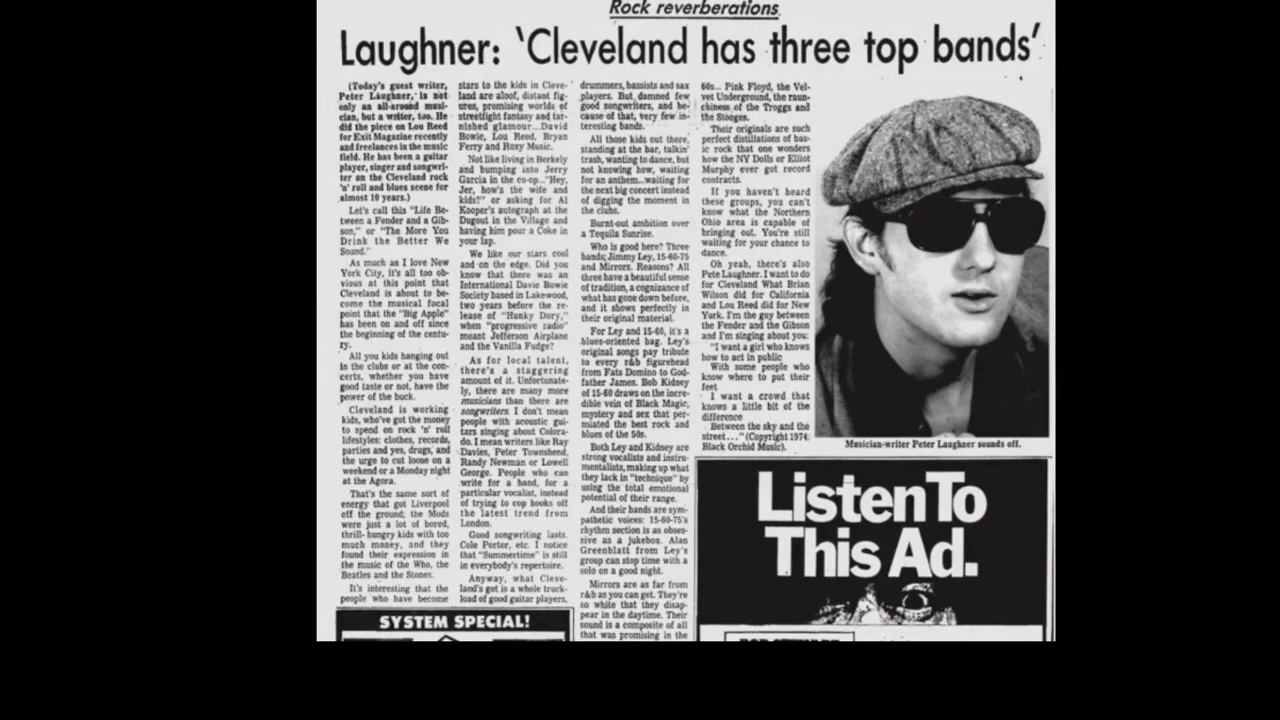 Rock reverberations
Laughner: 'Cleveland has three top bands'
(Today's guest writer,
Peter Laughner, is not
only an all-around musi-
cian, but a writer, too. He
did the piece on Lou Reed
for Exit Magazine recently
and freelances in the music
field. He has been a guitar
player, singer and songwri-
ter on the Cleveland rock
'n' roll and blues scene for
almost 10 years.)
Let's call this "Life Be-
tween a Fender and a Gib-
son," or "The More You
Drink the Better We
Sound."
As much as I love New
York City, it's all too ob-
vious at this point that
Cleveland is about to be-
come the musical focal
point that the "Big Apple"
has been on and off since
the beginning of the centu-
ry.
All you kids hanging out
in the clubs or at the con-
certs, whether you have
good taste or not, have the
power of the buck.
Cleveland is working
kids, who've got the money
to spend on rock 'n' roll
lifestyles: clothes, records,
parties and yes, drugs, and
the urge to cut loose on a
weekend or a Monday night
at the Agora.
That's the same sort of
energy that got Liverpool
off the ground; the Mods
were just a lot of bored,
thrill- hungry kids with too
much money, and they
found their expression in
the music of the Who, the
Beatles and the Stones.
It's interesting that the
people who have become
stars to the kids in Cleve-
land are aloof, distant fig-
ures, promising worlds of
streetfight fantasy and tar-
nished glamour...David
Bowie, Lou Reed, Bryan
Ferry and Roxy Music.
Not like living in Berkely
and bumping into Jerry
Garcia in the co-op..."Hey,
Jer, how's the wife and
kids?" or asking for Al
Kooper's autograph at the
Dugout in the Village and
having him pour a Coke in
your lap.
We like our stars cool
and on the edge. Did you
know that there was an
International Davie Bowie
Society based in Lakewood,
two years before the re-
lease of "Hunky Dory,"
when "progressive radio"
meant Jefferson Airplane
and the Vanilla Fudge?
As for local talent,
there's a staggering
amount of it. Unfortunate-
ly, there are many more
musicians than there are
songwriters. I don't mean
people with acoustic gui-
tars singing about Colora-
do. I mean writers like Ray
Davies, Peter Townshend,
Randy Newman or Lowell
George. People who can
write for a band, for a
particular vocalist, instead
of trying to cop hooks off
the latest trend from
London.
Good songwriting lasts.
Cole Porter, etc. I notice
that "Summertime" is still
in everybody's repertoire.
Anyway, what Cleve-
land's got is a whole truck-
load of good guitar players,
drummers, bassists and sax
players. But damned few
good songwriters, and be-
cause of that, very few in-
teresting bands.
All those kids out there,
standing at the bar, talkin'
trash, wanting to dance, but
not knowing how, waiting
for an anthem...waiting for
the next big concert instead
of digging the moment in
the clubs.
Burnt-out ambition over
a Tequila Sunrise.
Who is good here? Three
bands; Jimmy Ley, 15-60-75
and Mirrors. Reasons? All
three have a beautiful sense
of tradition, a cognizance of
what has gone down before,
and it shows perfectly in
their original material.
For Ley and 15-60, it's a
blues-oriented bag. Ley's
original songs pay tribute
to every r&b figurehead
from Fats Domino to God-
father James. Bob Kidney
of 15-60 draws on the incre-
dible vein of Black Magic,
mystery and sex that per-
miated the best rock and
blues of the 50s.
Both Ley and Kidney are
strong vocalists and instru-
mentalists, making up what
they lack in "technique" by
using the total emotional
potential of their range.
And their bands are sym-
pathetic voices: 15-60-75's
rhythm section is as obses-
sive as a jukebox. Alan
Greenblatt from Ley's
group can stop time with a
solo on a good night.
Mirrors are as far from
r&b as you can get. They're
so while that they disap-
pear in the daytime. Their
sound is a composite of all
that was promising in the
60s... Pink Floyd, the Vel-
vet Underground, the raun-
chiness of the Troggs and
the Stooges.
Their originals are such
perfect distillations of bas-
ic rock that one wonders
how the NY Dolls or Elliot
Murphy ever got record
contracts.
If you haven't heard
these groups, you can't
know what the Northern
Ohio area is capable of
bringing out. You're still
waiting for your chance to
dance.
Oh yeah, there's also
Pete Laughner. I want to do
for Cleveland What Brian
Wilson did for California
and Lou Reed did for New
York. I'm the guy between
the Fender and the Gibson
and I'm singing about you:
"I want a girl who knows
how to act in public
With some people who
know where to put their
feet
I want a crowd that
knows a little bit of the
difference
Between the sky and the
street..." (Copyright 1974:
Black Orchid Music).
Musician-writer Peter Laughner sounds off.
Listen To
This Ad.
SYSTEM SPECIAL!